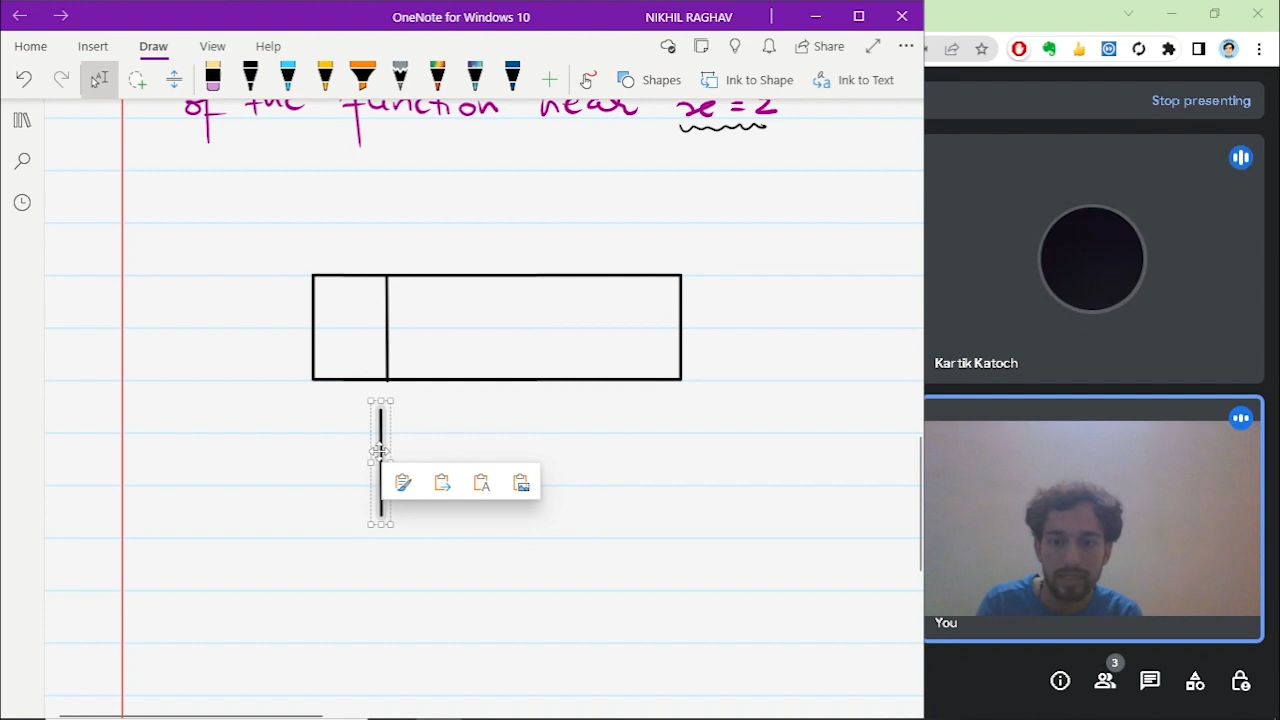 OneNote for Windows 10
NIKHIL RAGHAV
Home
Insert
Draw
View
Help
Share
Shapes
Ink to Shape
Ink to Text
of the function near x = 2
Stop presenting
Kartik Katoch
You
3